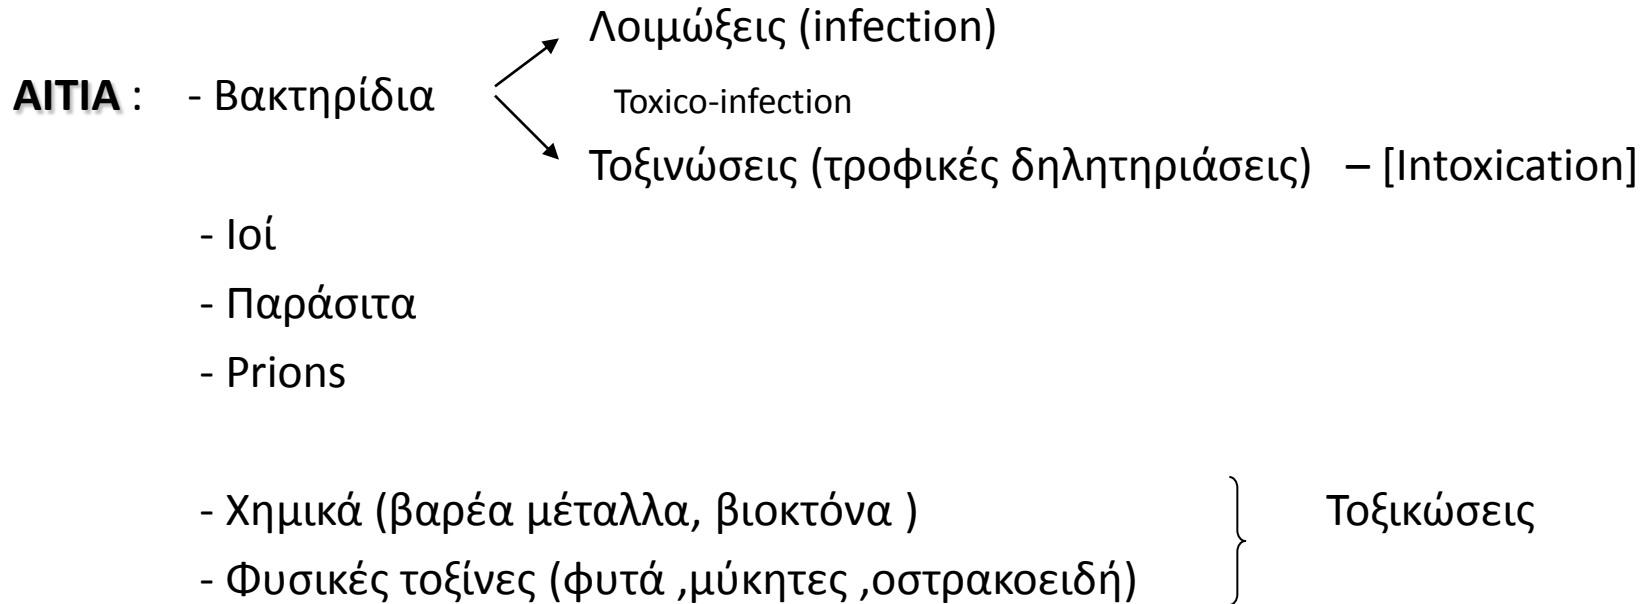 Λοιμώξεις (infection)
ΑΙΤΙΑ : - Βακτηρίδια
Toxico-infection
Τοξινώσεις (τροφικές δηλητηριάσεις) – [Intoxication]
- Ιοί
- Παράσιτα
- Prions
- Χημικά (βαρέα μέταλλα, βιοκτόνα )
Τοξικώσεις
- Φυσικές τοξίνες (φυτά ,μύκητες ,οστρακοειδή)